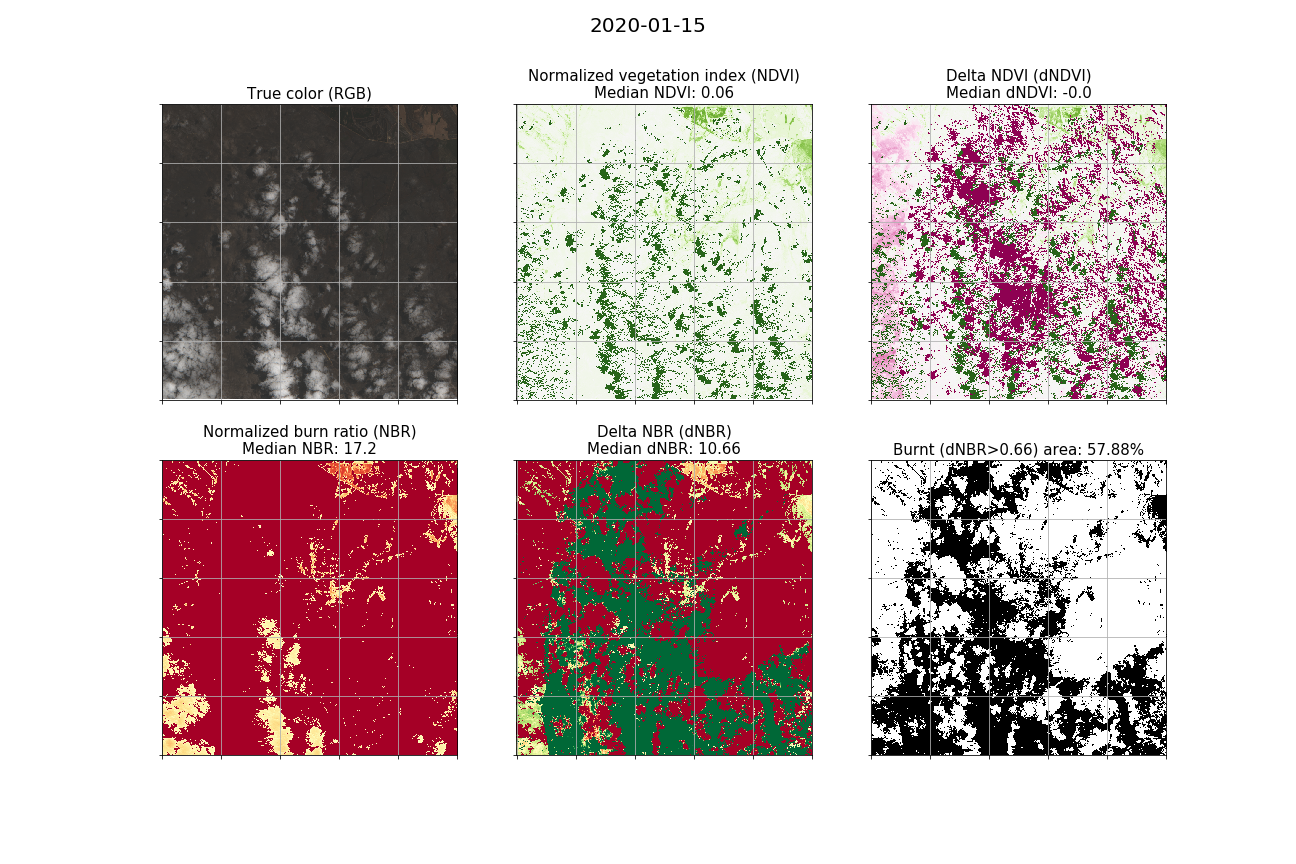 2020-01-15
True color (RGB)
Normalized vegetation index (NDVI)
Median NDVI: 0.06
Delta NDVI (dNDVI)
Median dNDVI: -0.0
Normalized burn ratio (NBR)
Median NBR: 17.2
Delta NBR (dNBR)
Median dNBR: 10.66
Burnt (dNBR>0.66) area: 57.88%